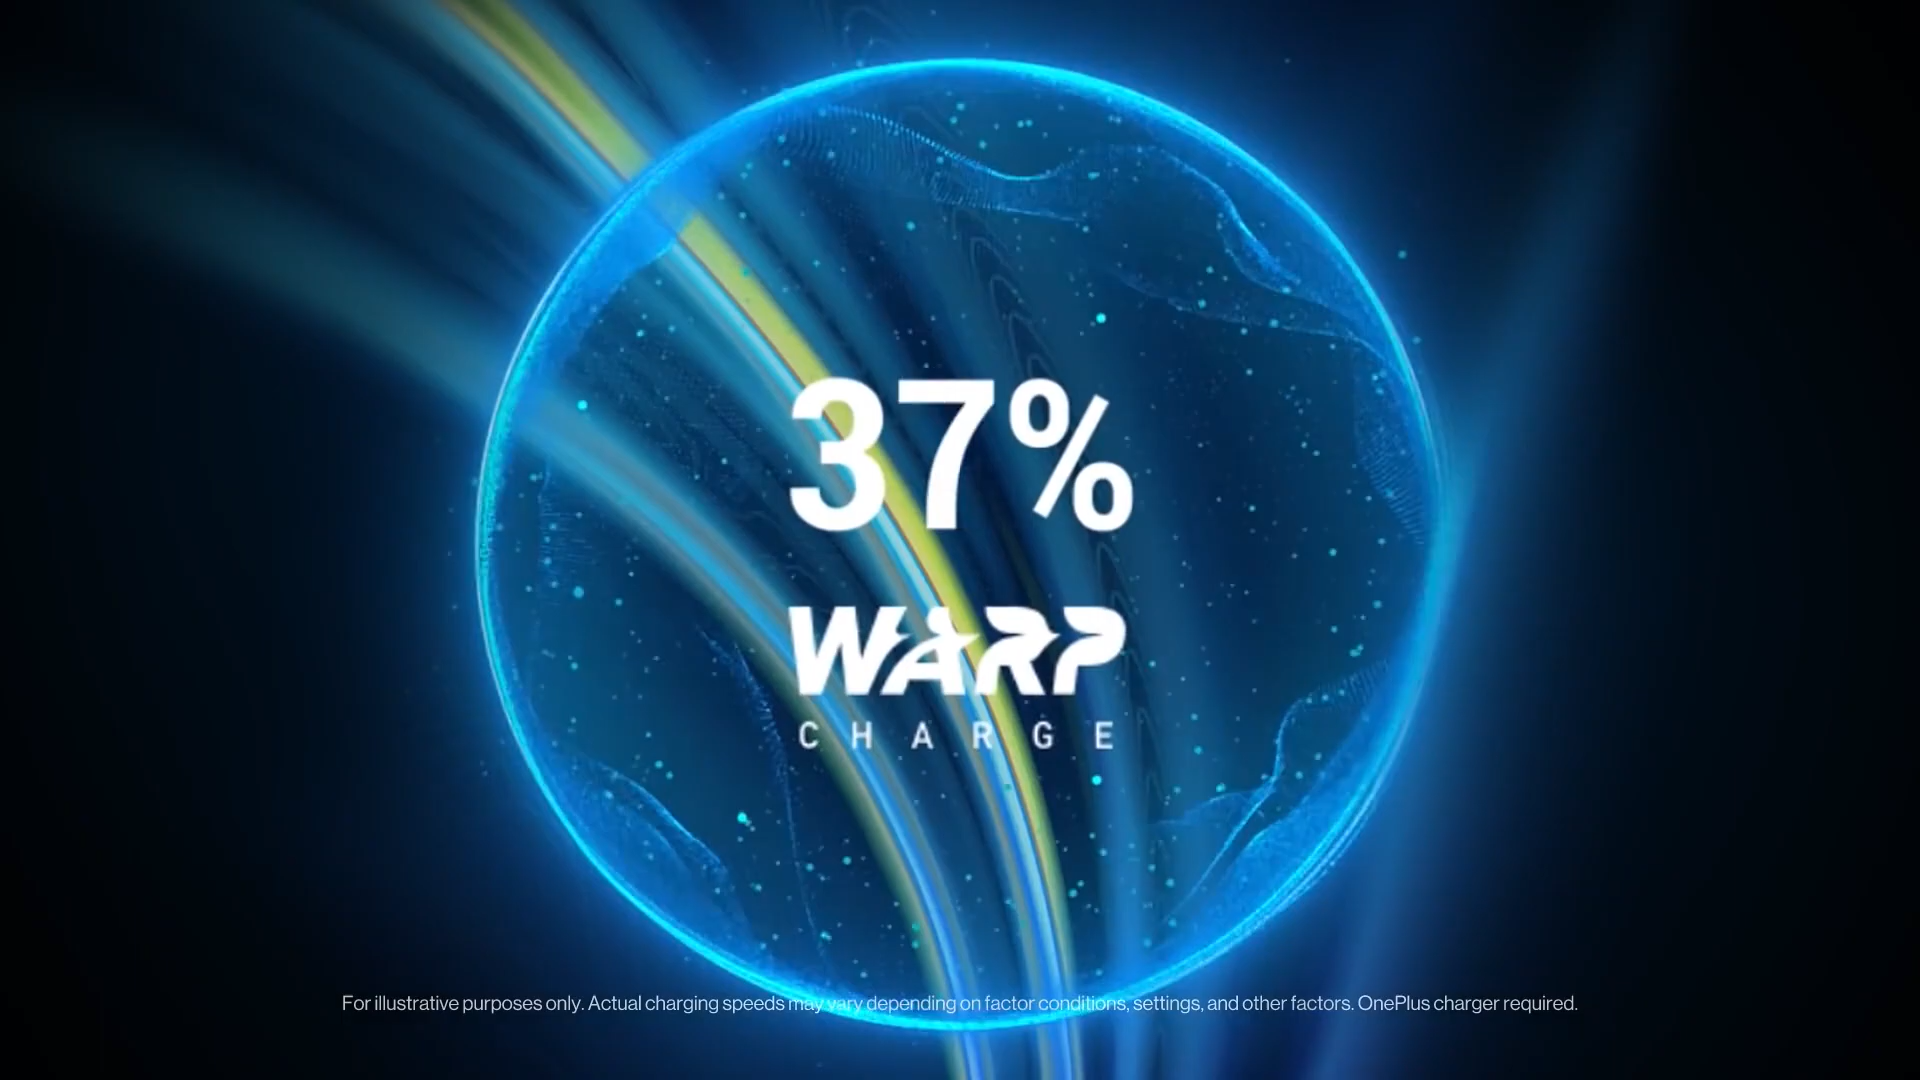 37%
WARP
CHARGE
For illustrative purposes only. Actual charging speeds may vary depending on factor conditions, settings, and other factors. OnePlus charger required.